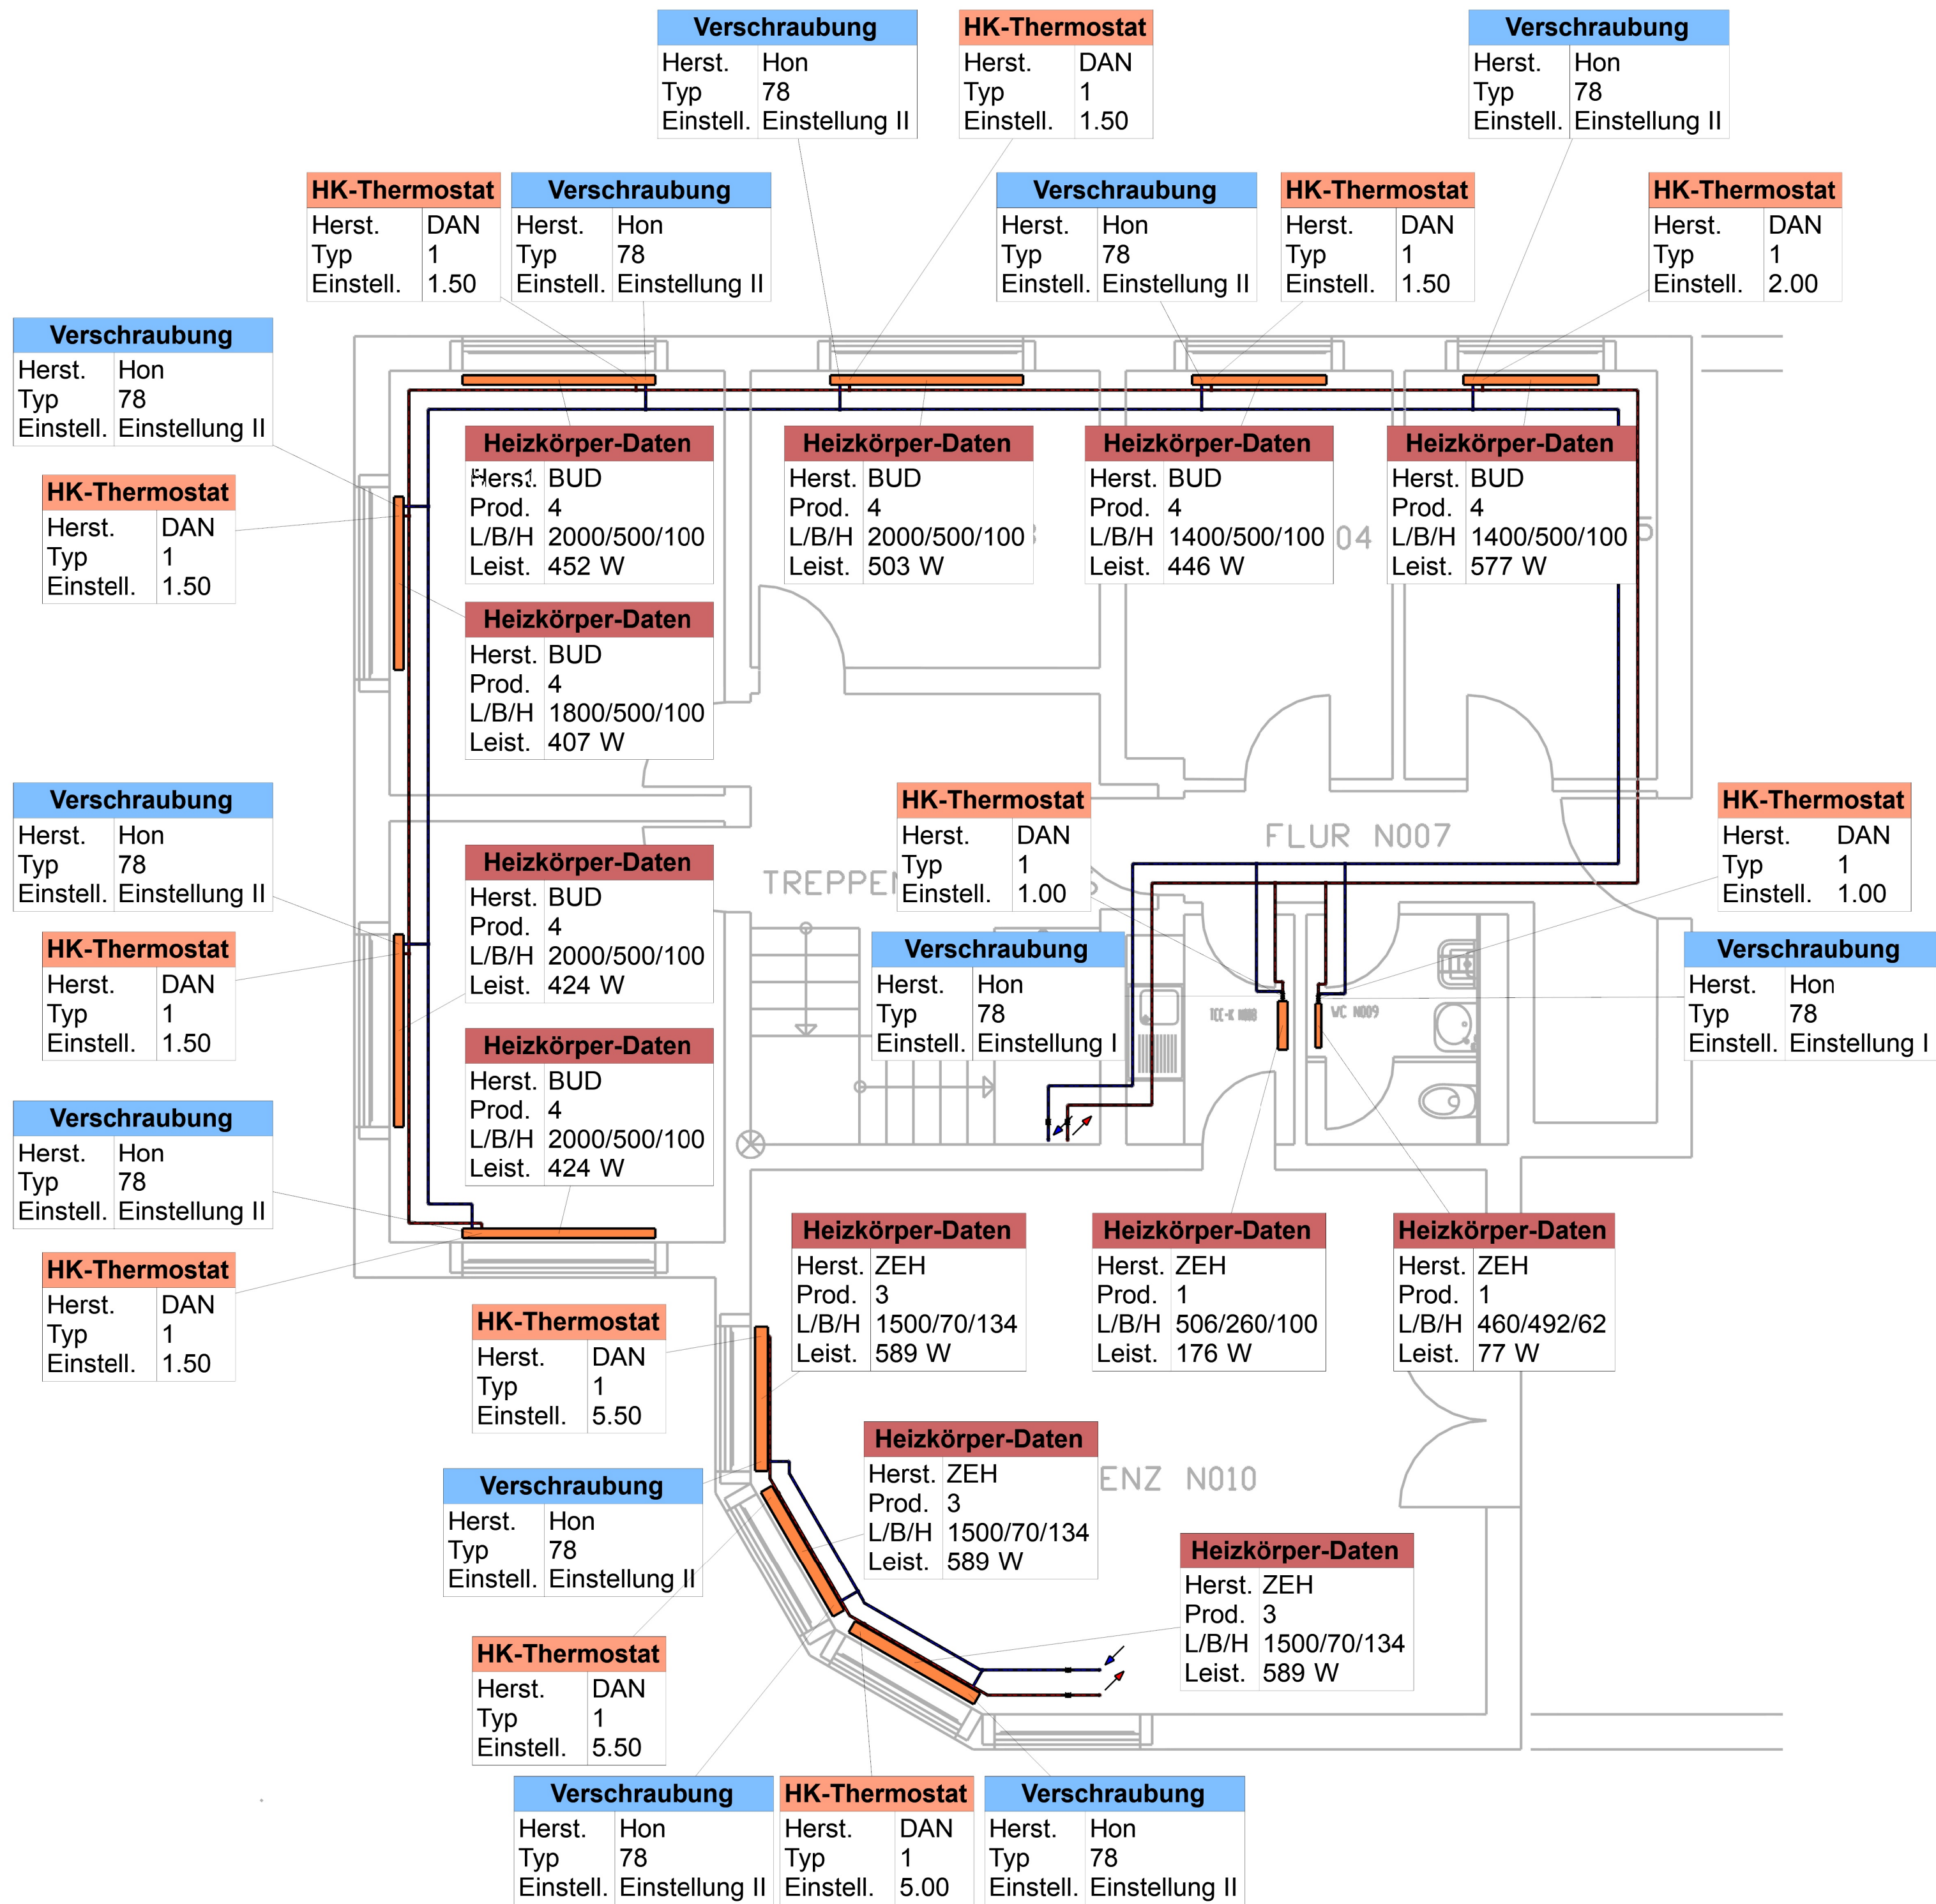 Verschraubung
Herst. Hon
Typ 78
Einstell. Einstellung II
HK-Thermostat
Herst. DAN
Typ 1
Einstell. 1.50
Verschraubung
Herst. Hon
Typ 78
Einstell. Einstellung II
HK-Thermostat
Herst. DAN
Typ 1
Einstell. 1.50
Verschraubung
Herst. Hon
Typ 78
Einstell. Einstellung II
Verschraubung
Herst. Hon
Typ 78
Einstell. Einstellung II
HK-Thermostat
Herst. DAN
Typ 1
Einstell. 1.50
HK-Thermostat
Herst. DAN
Typ 1
Einstell. 2.00
Verschraubung
Herst. Hon
Typ 78
Einstell. Einstellung II
HK-Thermostat
Herst. DAN
Typ 1
Einstell. 1.50
Heizkörper-Daten
Herst. BUD
Prod. 4
L/B/H 2000/500/100
Leist. 452 W
Heizkörper-Daten
Herst. BUD
Prod. 4
L/B/H 2000/500/100
Leist. 503 W
Heizkörper-Daten
Herst. BUD
Prod. 4
L/B/H 1400/500/100
Leist. 446 W
04
Heizkörper-Daten
Herst. BUD
Prod. 4
L/B/H 1400/500/100
Leist. 577 W
5
Heizkörper-Daten
Herst. BUD
Prod. 4
L/B/H 1800/500/100
Leist. 407 W
Verschraubung
Herst. Hon
Typ 78
Einstell. Einstellung II
HK-Thermostat
Herst. DAN
Typ 1
Einstell. 1.50
Heizkörper-Daten
Herst. BUD
Prod. 4
L/B/H 2000/500/100
Leist. 424 W
TREPPEN
HK-Thermostat
Herst. DAN
Typ 1
Einstell. 1.00
FLUR N007
HK-Thermostat
Herst. DAN
Typ 1
Einstell. 1.00
Verschraubung
Herst. Hon
Typ 78
Einstell. Einstellung I
WC N009
Verschraubung
Herst. Hon
Typ 78
Einstell. Einstellung I
Heizkörper-Daten
Herst. BUD
Prod. 4
L/B/H 2000/500/100
Leist. 424 W
Verschraubung
Herst. Hon
Typ 78
Einstell. Einstellung II
HK-Thermostat
Herst. DAN
Typ 1
Einstell. 1.50
Heizkörper-Daten
Herst. ZEH
Prod. 3
L/B/H 1500/70/134
Leist. 589 W
Heizkörper-Daten
Herst. ZEH
Prod. 1
L/B/H 506/260/100
Leist. 176 W
Heizkörper-Daten
Herst. ZEH
Prod. 1
L/B/H 460/492/62
Leist. 77 W
HK-Thermostat
Herst. DAN
Typ 1
Einstell. 5.50
Heizkörper-Daten
Herst. ZEH
Prod. 3
L/B/H 1500/70/134
Leist. 589 W
ENZ N010
Verschraubung
Herst. Hon
Typ 78
Einstell. Einstellung II
Heizkörper-Daten
Herst. ZEH
Prod. 3
L/B/H 1500/70/134
Leist. 589 W
HK-Thermostat
Herst. DAN
Typ 1
Einstell. 5.50
Verschraubung
Herst. Hon
Typ 78
Einstell. Einstellung II
HK-Thermostat
Herst. DAN
Typ 1
Einstell. 5.00
Verschraubung
Herst. Hon
Typ 78
Einstell. Einstellung II